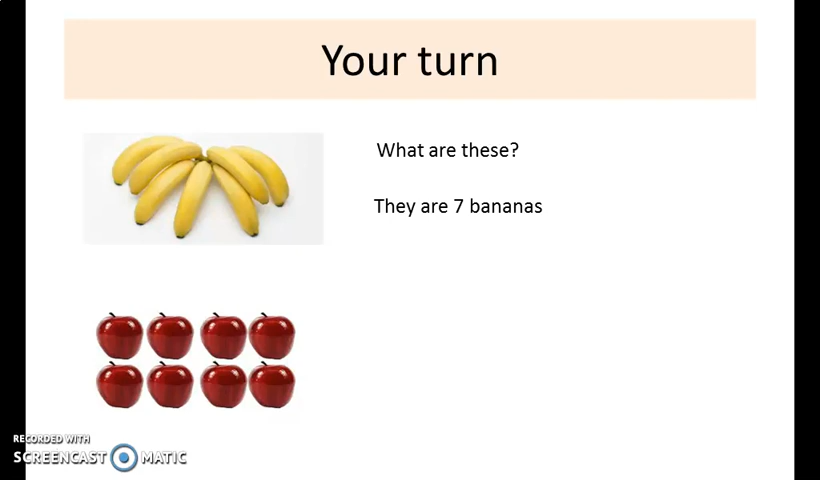 Your turn
What are these?
They are 7 bananas
RECORDED WITH
SCREENCAST MATIC